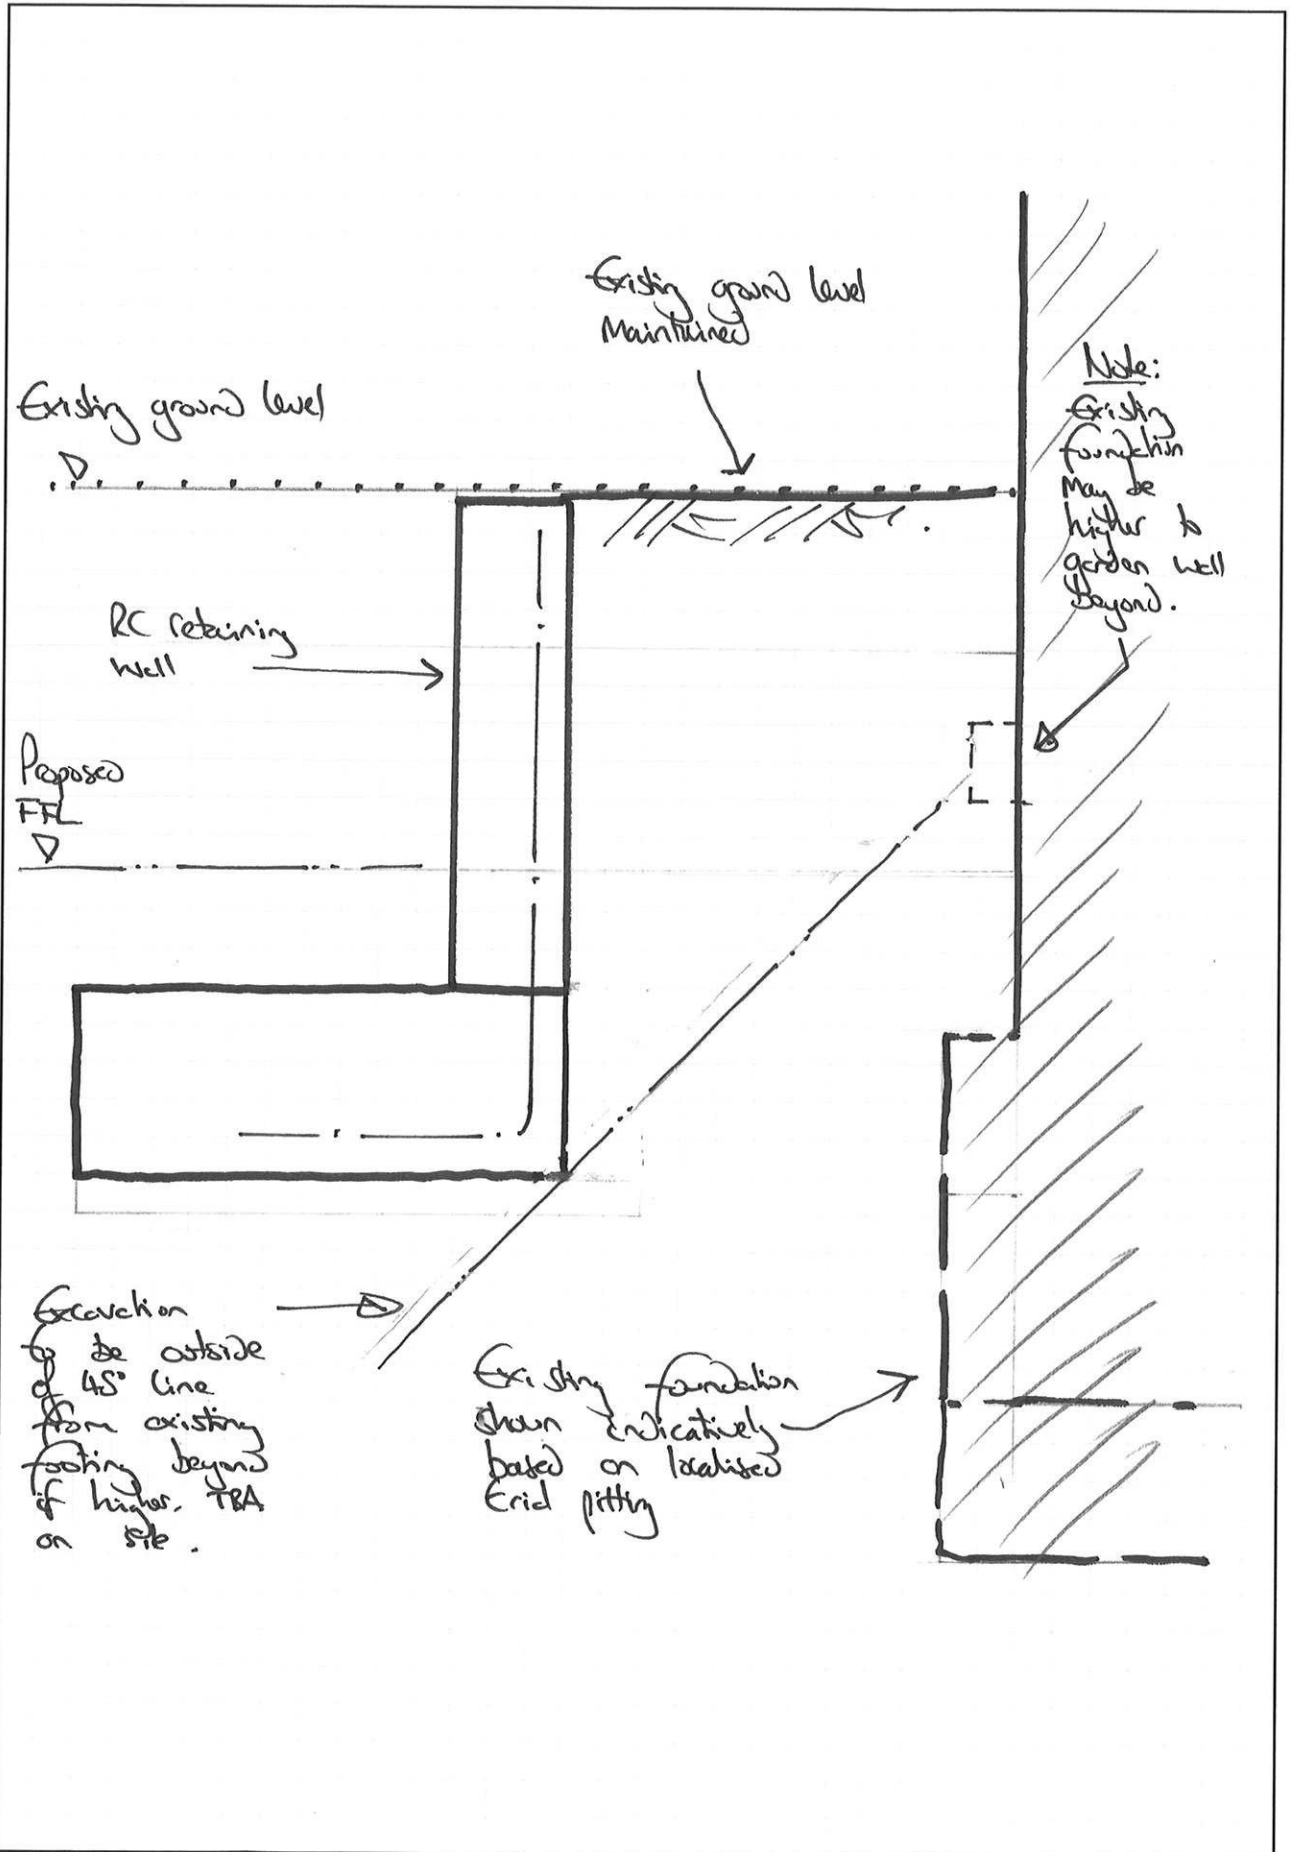 Existing ground level
Maintained
Existing ground level
Note:
Existing
foundation
May be
higher to
garden wall
Beyond.
RC retaining
Wall
Proposed
FFL
Excavation
to be outside
of 45° line
from existing
footing beyond
if higher. TBA
on site.
Existing foundation
shown indicatively
based on localised
trial pitting